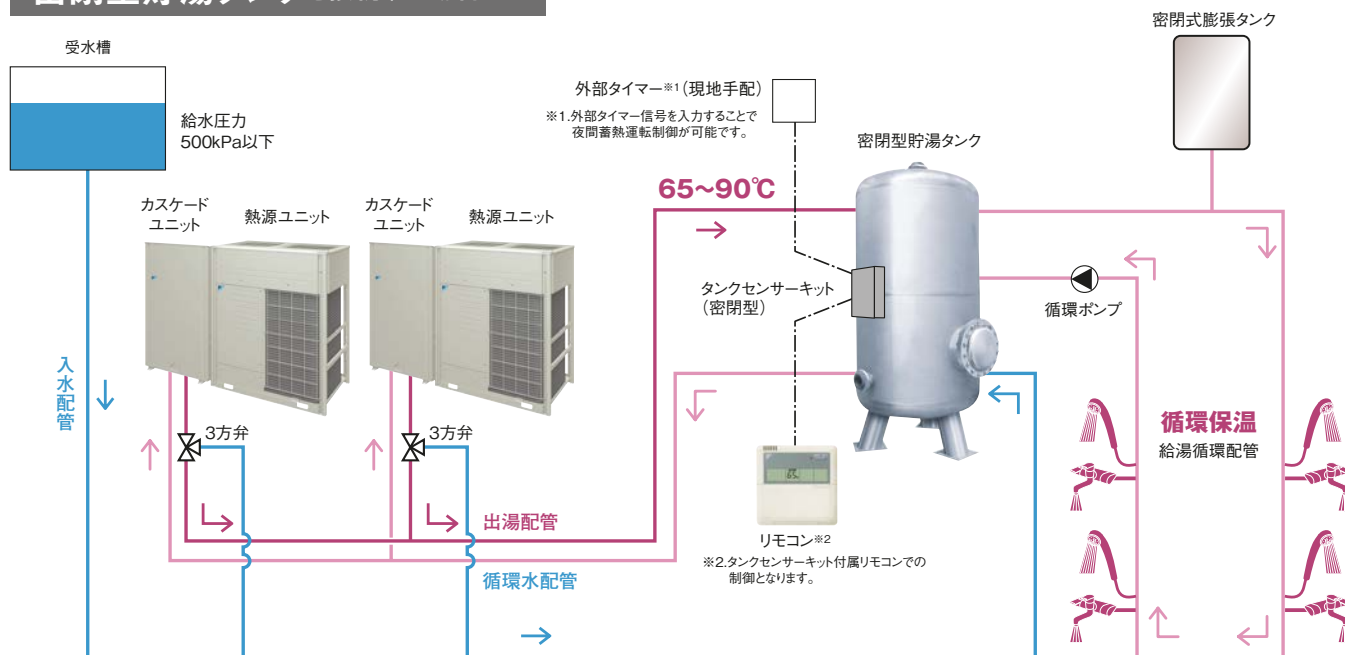 密閉型貯湯タンク
受水槽
給水圧力
500kPa以下
カスケード
ユニット
熱源ユニット
カスケード
ユニット
熱源ユニット
外部タイマー※1(現地手配)
※1.外部タイマー信号を入力することで
夜間蓄熱運転制御が可能です。
密閉式膨張タンク
密閉型貯湯タンク
65~90℃
タンクセンサーキット
(密閉型)
循環ポンプ
入水配管
3方弁
3方弁
循環保温
給湯循環配管
65
出湯配管
リモコン※2
※2.タンクセンサーキット付属リモコンでの
制御となります。
循環水配管